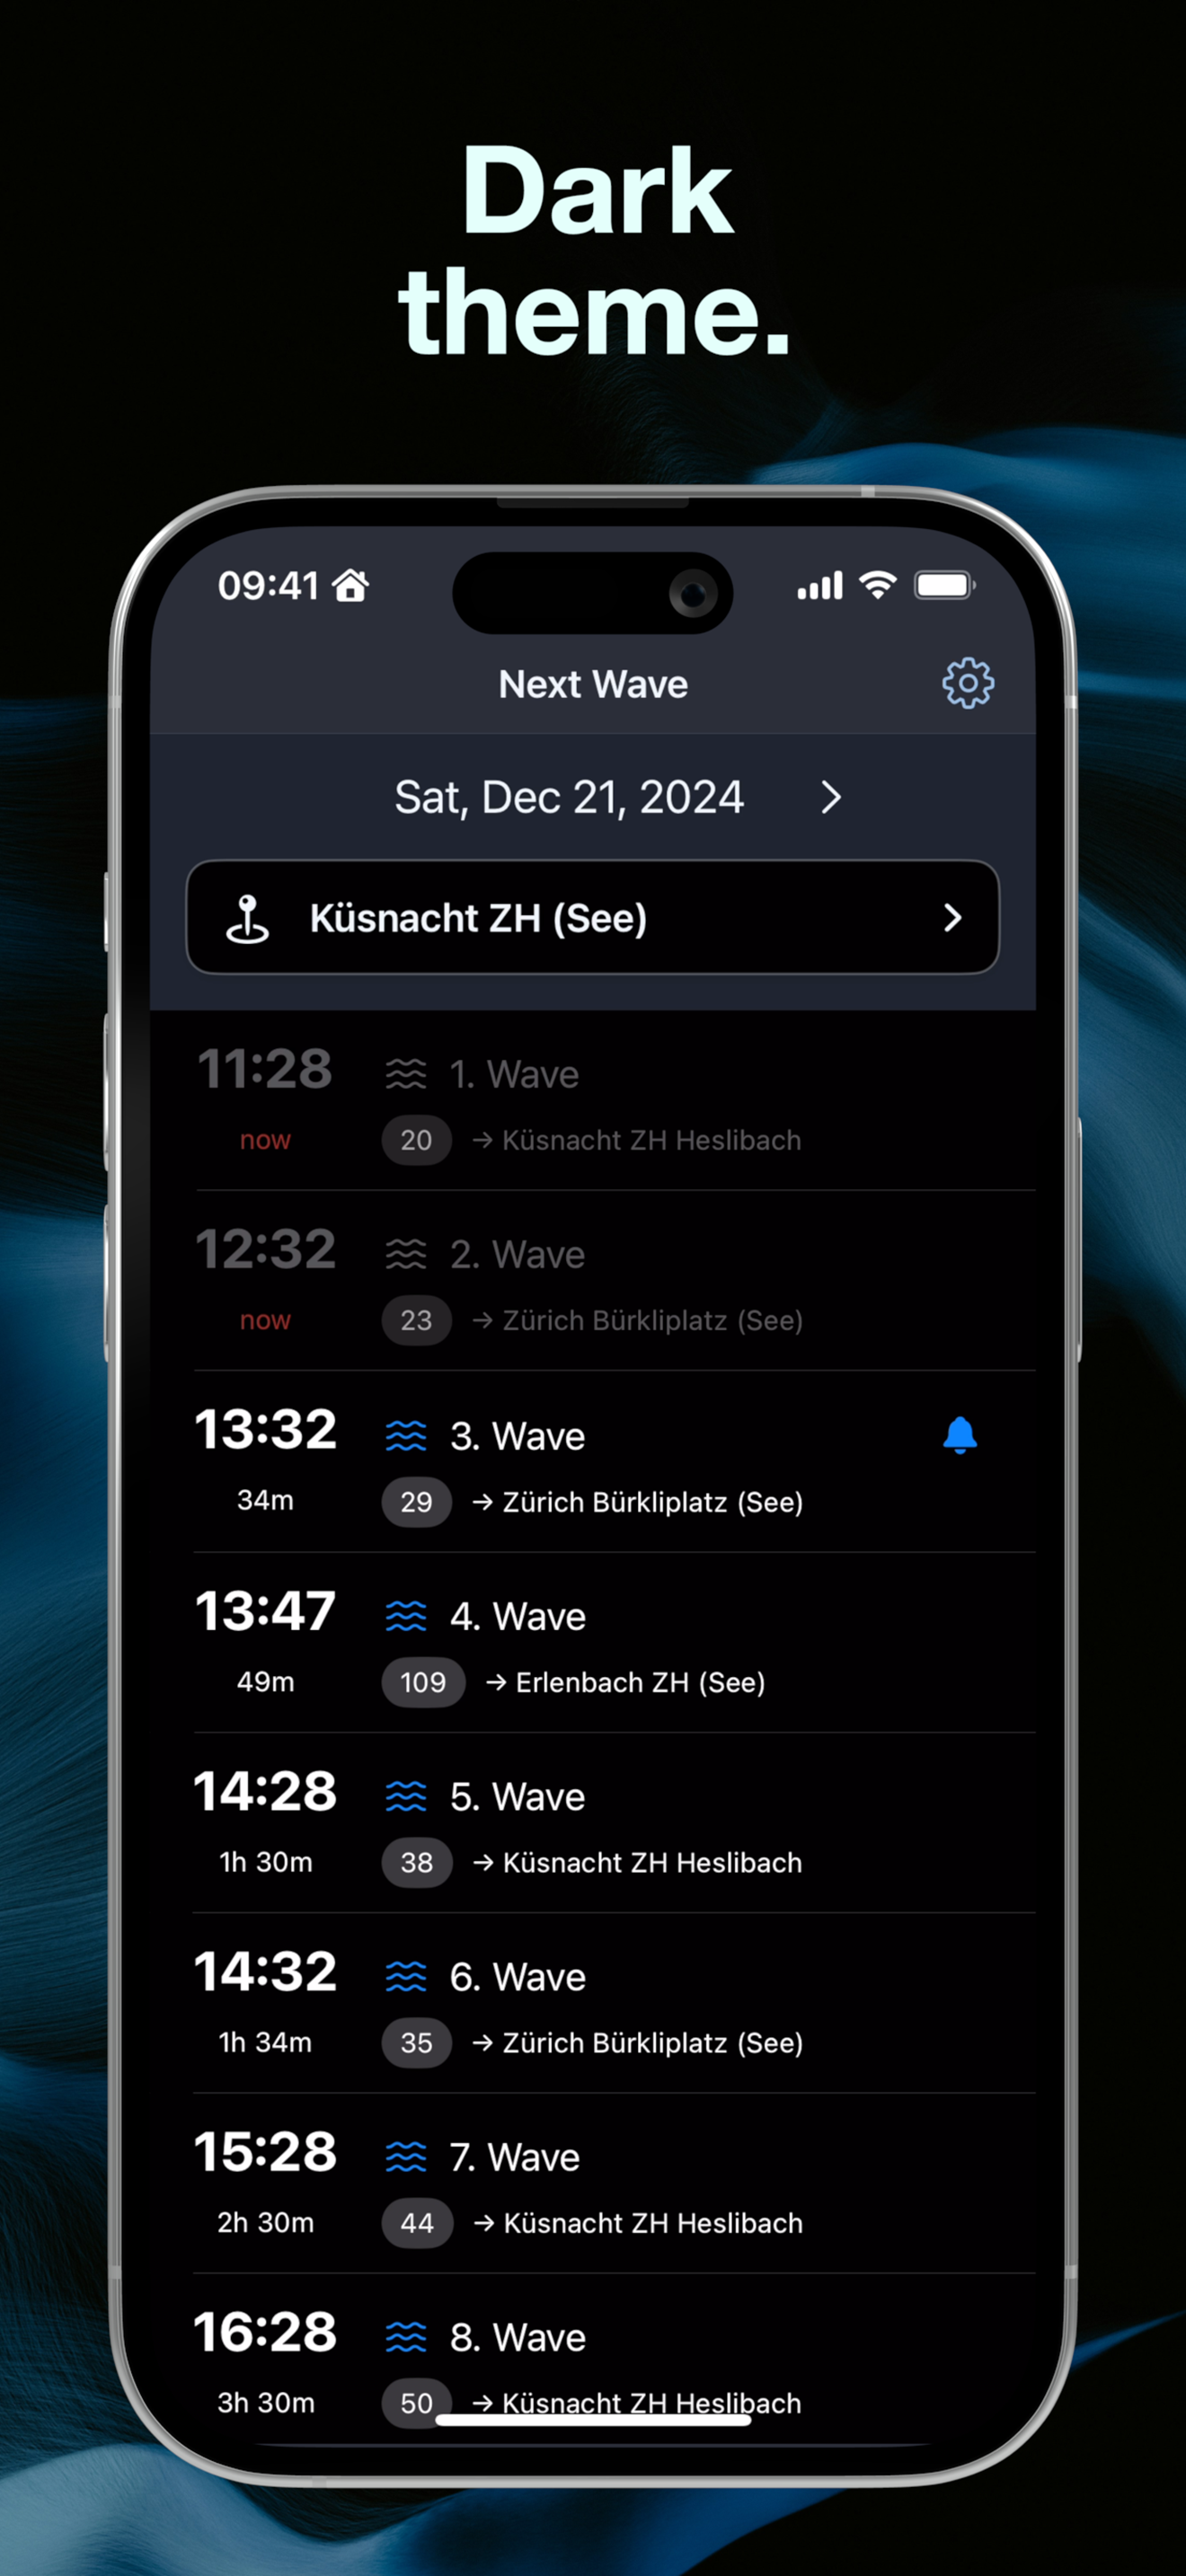 Dark
theme.
09:41
Next Wave
Sat, Dec 21, 2024
Küsnacht ZH (See)
11:28 1. Wave
now 20 → Küsnacht ZH Heslibach
12:32 2. Wave
now 23 → Zürich Bürkliplatz (See)
13:32 3. Wave
34m 29 → Zürich Bürkliplatz (See)
13:47 4. Wave
49m 109 → Erlenbach ZH (See)
14:28 5. Wave
1h 30m 38 → Küsnacht ZH Heslibach
14:32 6. Wave
1h 34m 35 → Zürich Bürkliplatz (See)
15:28 7. Wave
2h 30m 44 → Küsnacht ZH Heslibach
16:28 8. Wave
3h 30m 50 → Küsnacht ZH Heslibach